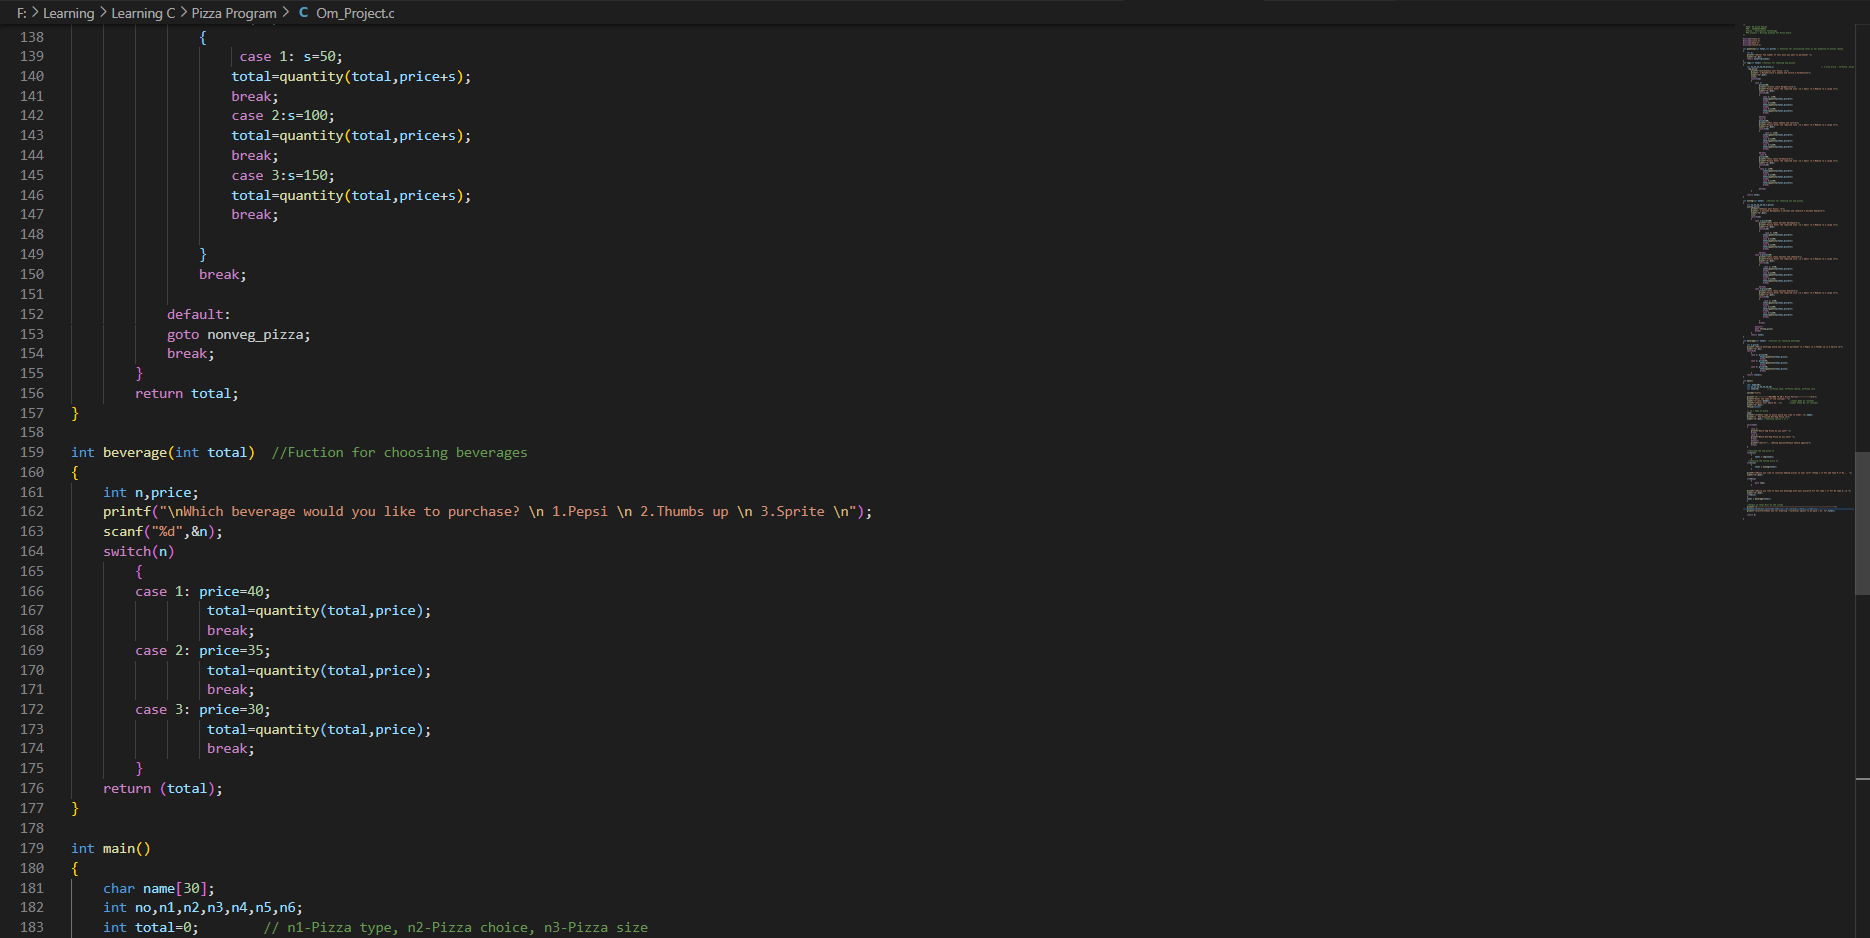 F: > Learning > Learning C > Pizza Program > C Om_Project.c
138 {
139 case 1: s=50;
140 total=quantity(total,price+s);
141 break;
142 case 2:s=100;
143 total=quantity(total,price+s);
144 break;
145 case 3:s=150;
146 total=quantity(total,price+s);
147 break;
148
149 }
150 break;
151
152 default:
153 goto nonveg_pizza;
154 break;
155 }
156 return total;
157 }
158
159 int beverage(int total)  //Fuction for choosing beverages
160 {
161 int n,price;
162 printf("\nWhich beverage would you like to purchase? \n 1.Pepsi \n 2.Thumbs up \n 3.Sprite \n");
163 scanf("%d",&n);
164 switch(n)
165 {
166 case 1: price=40;
167 total=quantity(total,price);
168 break;
169 case 2: price=35;
170 total=quantity(total,price);
171 break;
172 case 3: price=30;
173 total=quantity(total,price);
174 break;
175 }
176 return (total);
177 }
178
179 int main()
180 {
181 char name[30];
182 int no,n1,n2,n3,n4,n5,n6;
183 int total=0;        // n1-Pizza type, n2-Pizza choice, n3-Pizza size